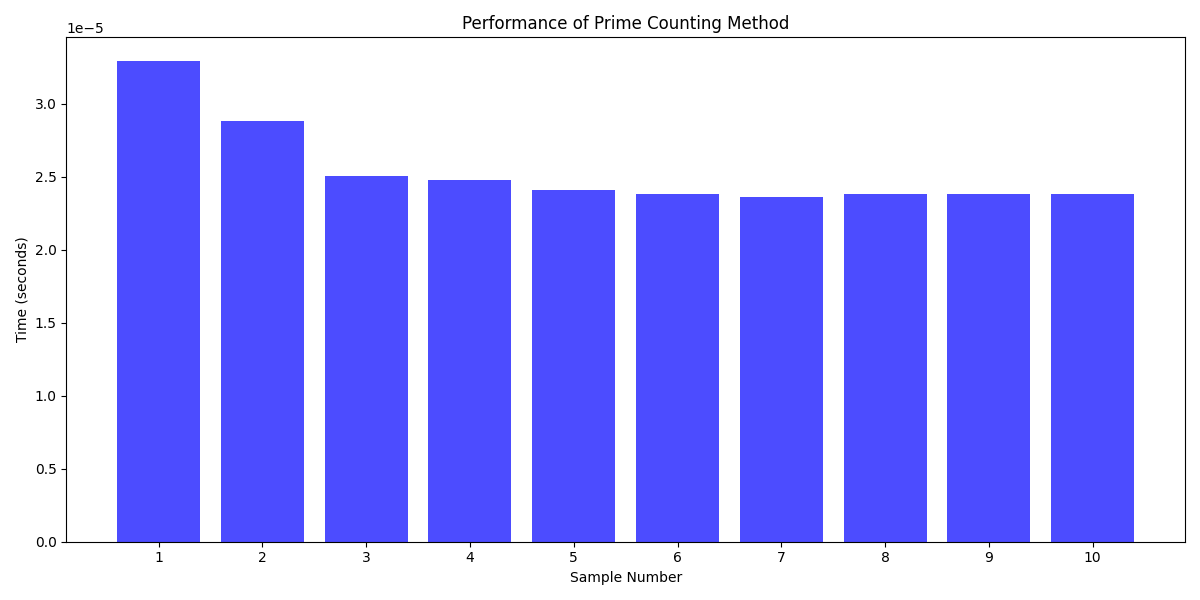 Performance of Prime Counting Method
1e−5
3.0
2.5
2.0
1.5
1.0
0.5
0.0
Time (seconds)
1 2 3 4 5 6 7 8 9 10
Sample Number